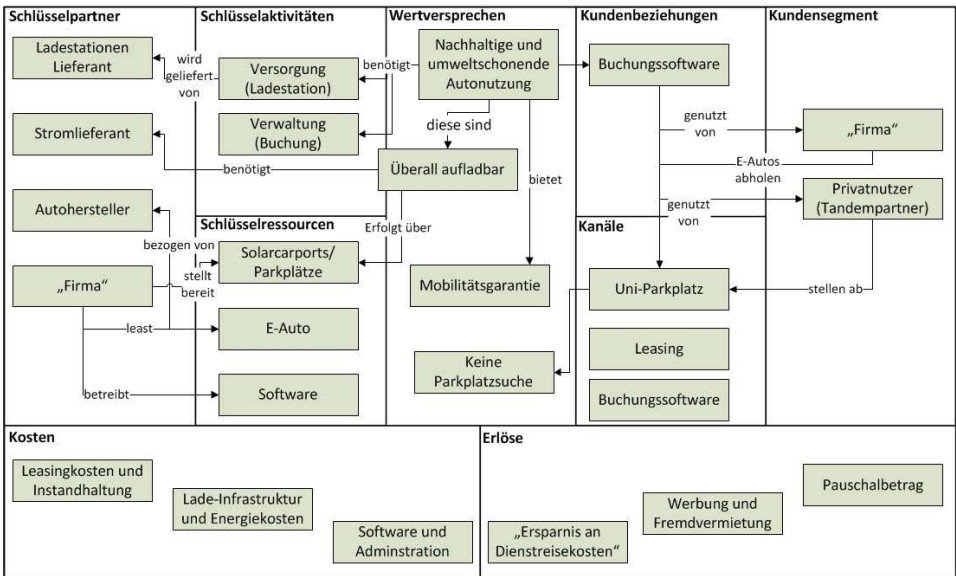 Schlüsselpartner
Ladestationen
Lieferant
Stromlieferant
Autohersteller
„Firma“
wird
geliefert
von
benötigt
bezogen von
stellt
bereit
least
betreibt
Schlüsselaktivitäten
Versorgung
(Ladestation)
Verwaltung
(Buchung)
Schlüsselressourcen
Solarcarports/
Parkplätze
E-Auto
Software
Wertversprechen
benötigt
Nachhaltige und
umweltschonende
Autonutzung
diese sind
Überall aufladbar
bietet
Erfolgt über
Mobilitätsgarantie
Keine
Parkplatzsuche
Kundenbeziehungen
Buchungssoftware
genutzt
von
E-Autos
abholen
genutzt
von
Kanäle
Uni-Parkplatz
Leasing
Buchungssoftware
Kundensegment
„Firma“
Privatnutzer
(Tandempartner)
stellen ab
Kosten
Leasingkosten und
Instandhaltung
Lade-Infrastruktur
und Energiekosten
Software und
Adminstration
Erlöse
„Ersparnis an
Dienstreisekosten“
Werbung und
Fremdvermietung
Pauschalbetrag